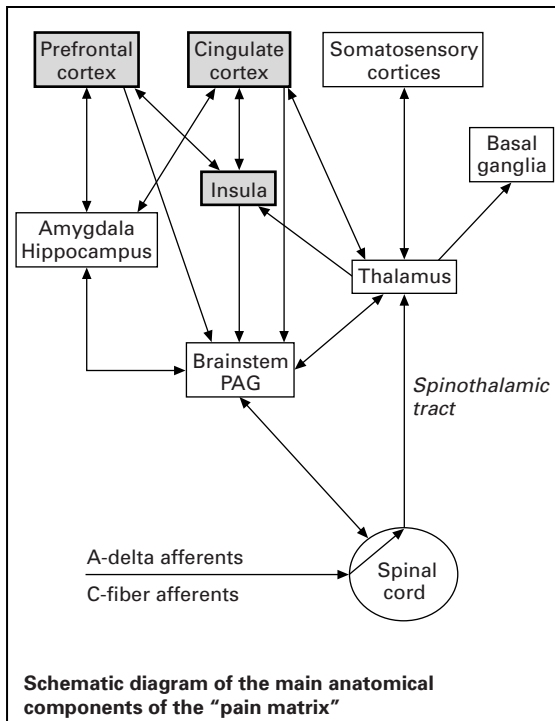 Prefrontal
cortex
Cingulate
cortex
Somatosensory
cortices
Basal
ganglia
Insula
Amygdala
Hippocampus
Thalamus
Brainstem
PAG
Spinothalamic
tract
A-delta afferents
C-fiber afferents
Spinal
cord
Schematic diagram of the main anatomical
components of the “pain matrix”